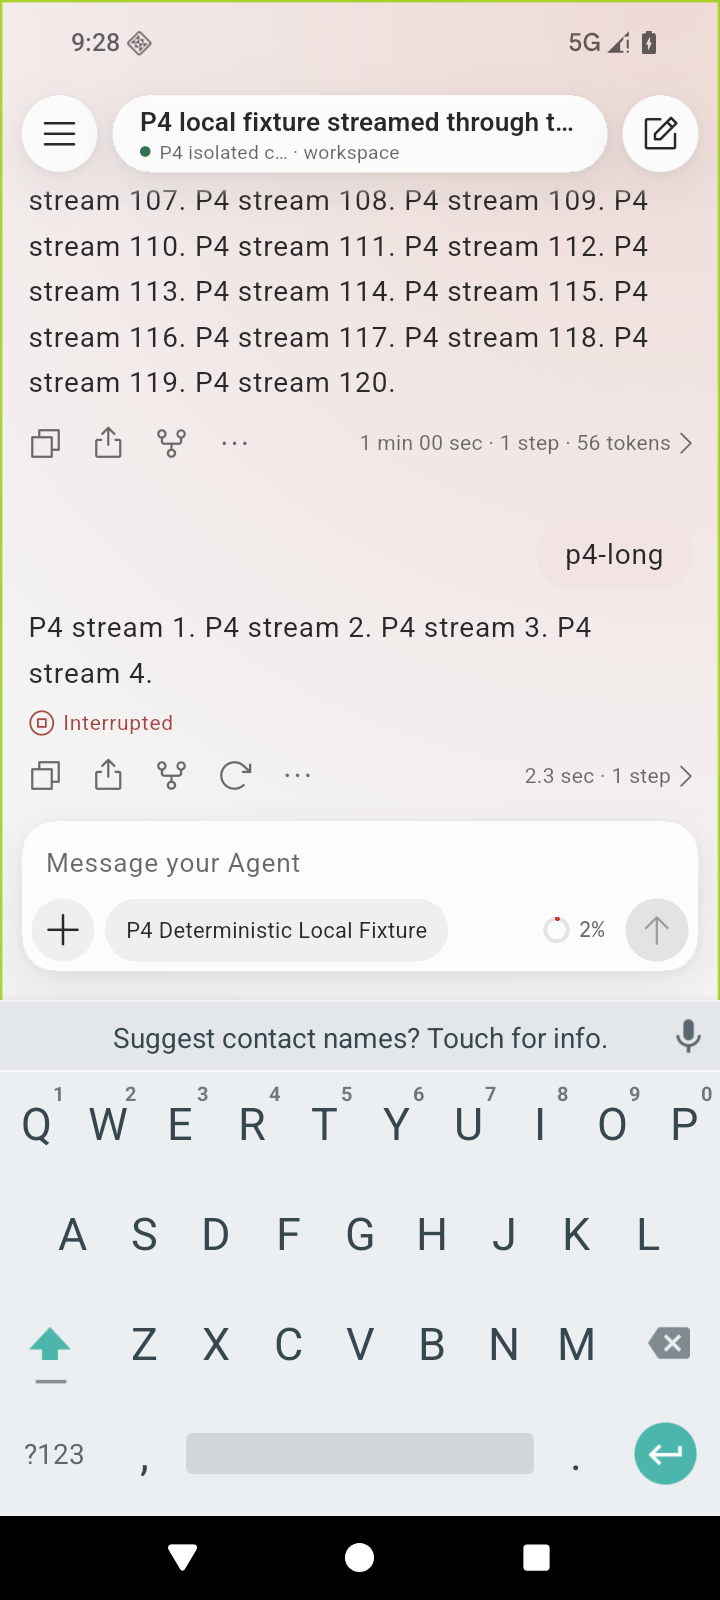 9:28
5G
P4 local fixture streamed through t...
P4 isolated c... · workspace
stream 107. P4 stream 108. P4 stream 109. P4
stream 110. P4 stream 111. P4 stream 112. P4
stream 113. P4 stream 114. P4 stream 115. P4
stream 116. P4 stream 117. P4 stream 118. P4
stream 119. P4 stream 120.
1 min 00 sec · 1 step · 56 tokens
p4-long
P4 stream 1. P4 stream 2. P4 stream 3. P4
stream 4.
Interrupted
2.3 sec · 1 step
Message your Agent
P4 Deterministic Local Fixture
2%
Suggest contact names? Touch for info.
1 2 3 4 5 6 7 8 9 0
Q W E R T Y U I O P
A S D F G H J K L
Z X C V B N M
?123 , .